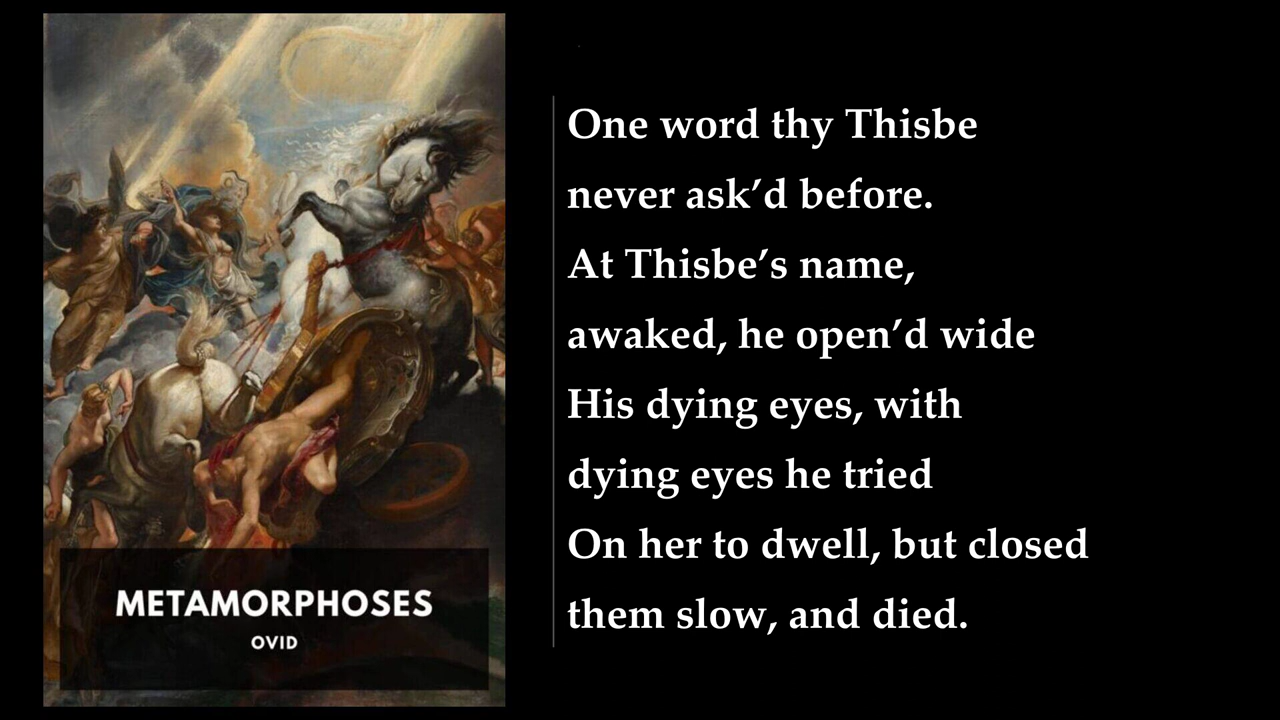 METAMORPHOSES
OVID
One word thy Thisbe
never ask’d before.
At Thisbe’s name,
awaked, he open’d wide
His dying eyes, with
dying eyes he tried
On her to dwell, but closed
them slow, and died.